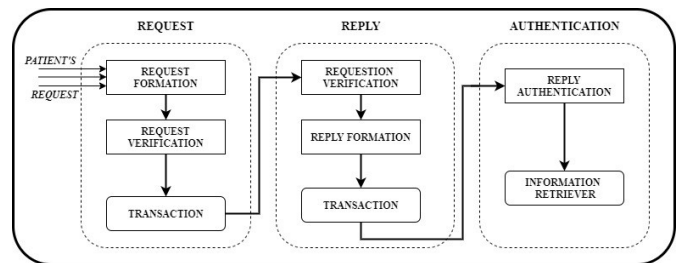 REQUEST
PATIENT'S
REQUEST
REQUEST
FORMATION
REQUEST
VERIFICATION
TRANSACTION
REPLY
REQUESTION
VERIFICATION
REPLY FORMATION
TRANSACTION
AUTHENTICATION
REPLY
AUTHENTICATION
INFORMATION
RETRIEVER